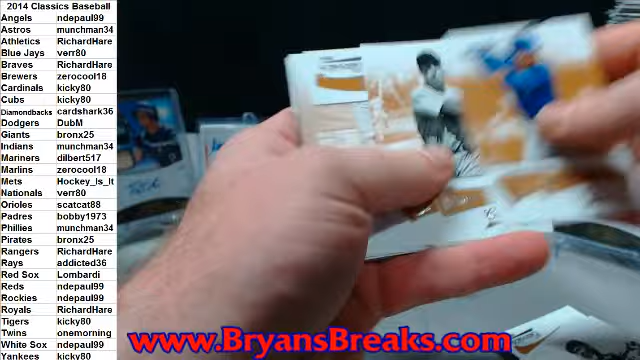 2014 Classics Baseball
Angels ndepaul99
Astros munchman34
Athletics RichardHare
Blue Jays verr80
Braves RichardHare
Brewers zerocool18
Cardinals kicky80
Cubs kicky80
Diamondbacks cardshark36
Dodgers DubM
Giants bronx25
Indians munchman34
Mariners dilbert517
Marlins zerocool18
Mets Hockey_Is_It
Nationals verr80
Orioles scatcat88
Padres bobby1973
Phillies munchman34
Pirates bronx25
Rangers RichardHare
Rays addicted36
Red Sox Lombardi
Reds ndepaul99
Rockies ndepaul99
Royals RichardHare
Tigers kicky80
Twins onemorning
White Sox ndepaul99
Yankees kicky80
www.BryansBreaks.com